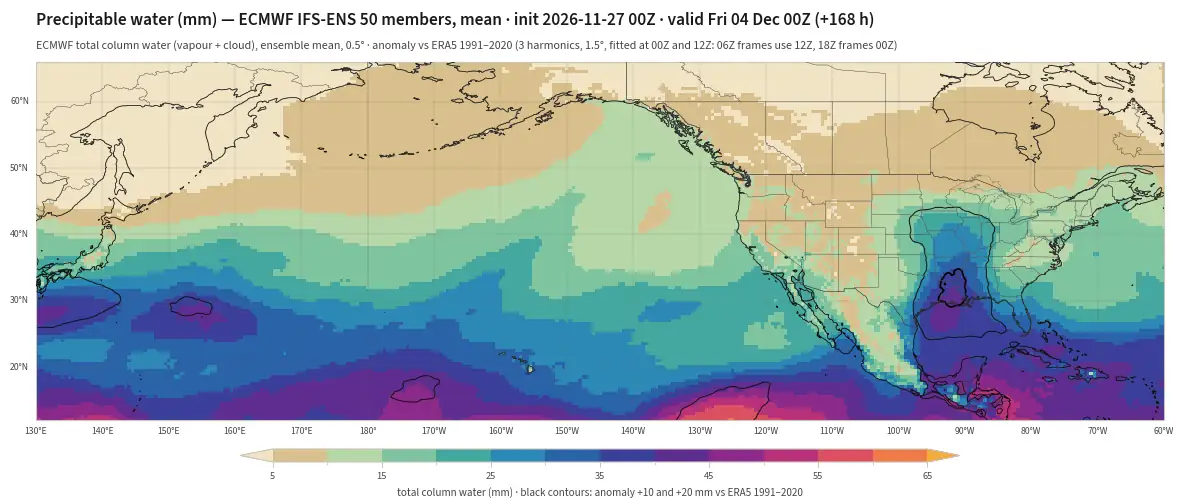 Precipitable water (mm) — ECMWF IFS-ENS 50 members, mean · init 2026-11-27 00Z · valid Fri 04 Dec 00Z (+168 h)
ECMWF total column water (vapour + cloud), ensemble mean, 0.5° · anomaly vs ERA5 1991–2020 (3 harmonics, 1.5°, fitted at 00Z and 12Z: 06Z frames use 12Z, 18Z frames 00Z)
60°N
50°N
40°N
30°N
20°N
130°E 140°E 150°E 160°E 170°E 180° 170°W 160°W 150°W 140°W 130°W 120°W 110°W 100°W 90°W 80°W 70°W 60°W
5 15 25 35 45 55 65
total column water (mm) · black contours: anomaly +10 and +20 mm vs ERA5 1991–2020